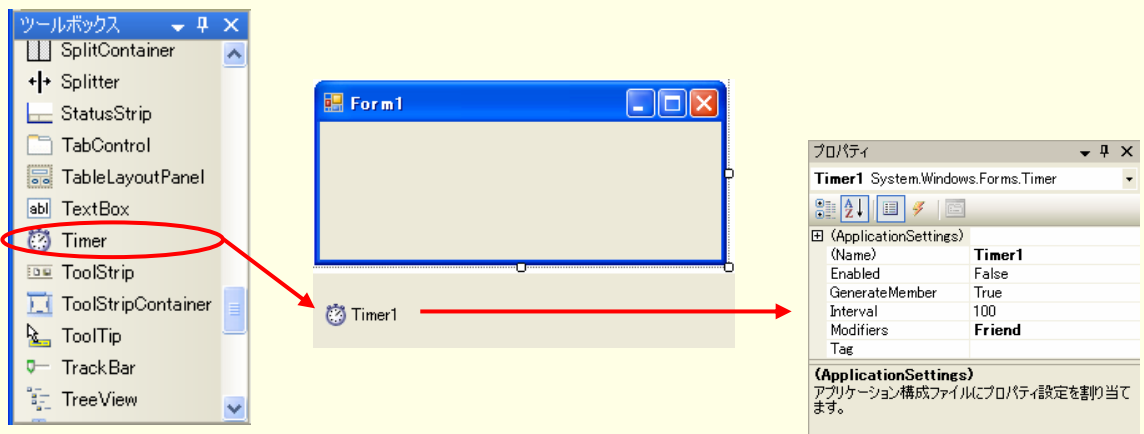 ツールボックス
SplitContainer
Splitter
StatusStrip
TabControl
TableLayoutPanel
abl TextBox
Timer
ToolStrip
ToolStripContainer
ToolTip
TrackBar
TreeView
Form1
Timer1
プロパティ
Timer1 System.Windows.Forms.Timer
(ApplicationSettings)
(Name) Timer1
Enabled False
GenerateMember True
Interval 100
Modifiers Friend
Tag
(ApplicationSettings)
アプリケーション構成ファイルにプロパティ設定を割り当て
ます。